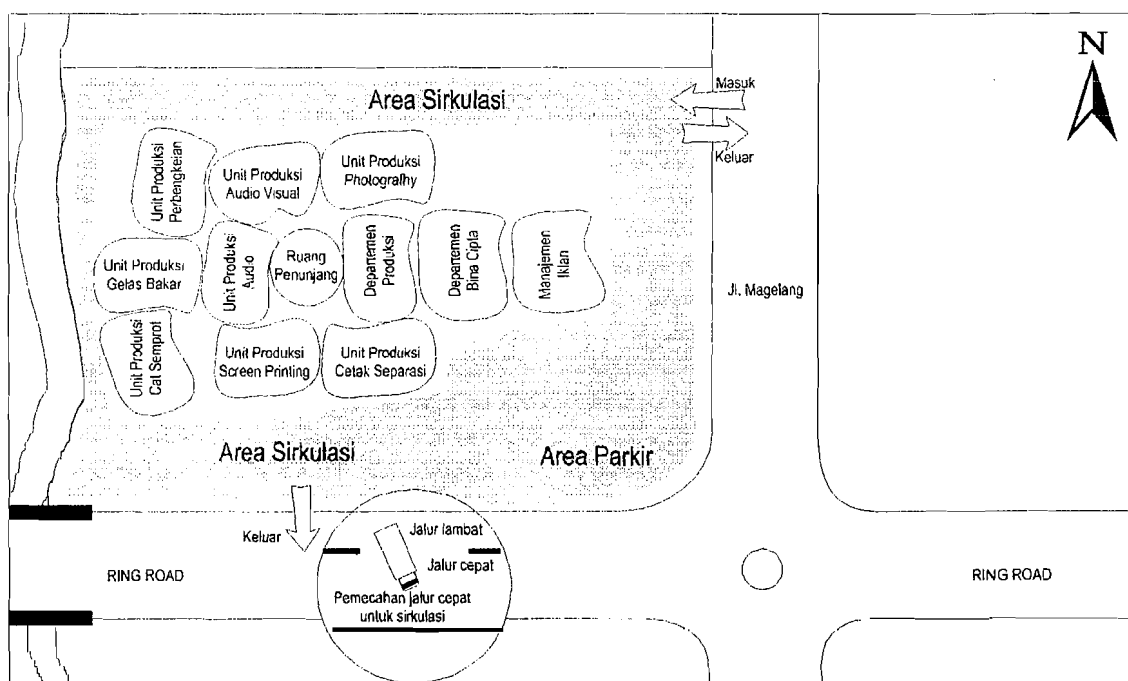 N
Masuk
Area Sirkulasi
Keluar
Unit Produksi
Perbengkeian
Unit Produksi
Audio Visual
Unit Produksi
Photogralhy
Unit Produksi
Gelas Bakar
Unit Produksi
Audio
Ruang
Penunjang
Departemen
Produksi
Departemen
Bina Cipta
Manajemen
Iklan
Jl. Magelang
Unit Produksi
Cat Semprot
Unit Produksi
Screen Printing
Unit Produksi
Cetak Separasi
Area Sirkulasi
Area Parkir
Keluar
Jalur lambat
Jalur cepat
RING ROAD
Pemecahan jalur cepat
untuk sirkulasi
RING ROAD